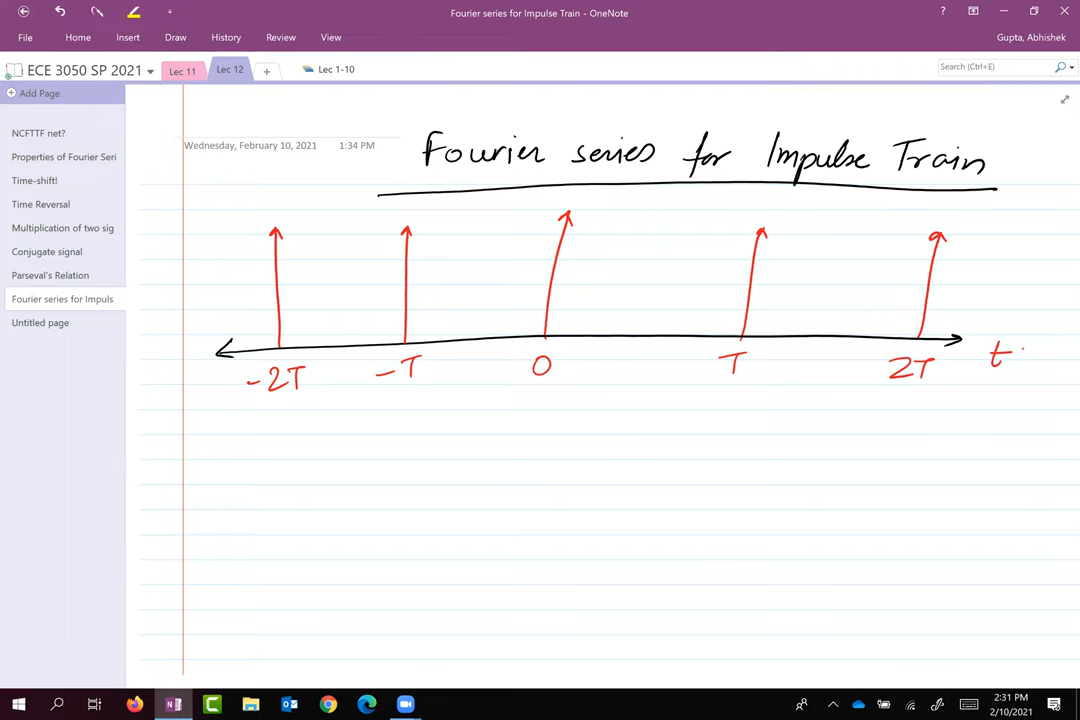 Fourier series for Impulse Train - OneNote
?
File Home Insert Draw History Review View
Gupta, Abhishek
ECE 3050 SP 2021
Lec 11
Lec 12
+
Lec 1-10
Search (Ctrl+E)
+ Add Page
NCFTTF net?
Properties of Fourier Seri
Time-shift!
Time Reversal
Multiplication of two sig
Conjugate signal
Parseval's Relation
Fourier series for Impuls
Untitled page
Wednesday, February 10, 2021 1:34 PM
Fourier series for Impulse Train
-2T -T 0 T 2T t
2:31 PM
2/10/2021